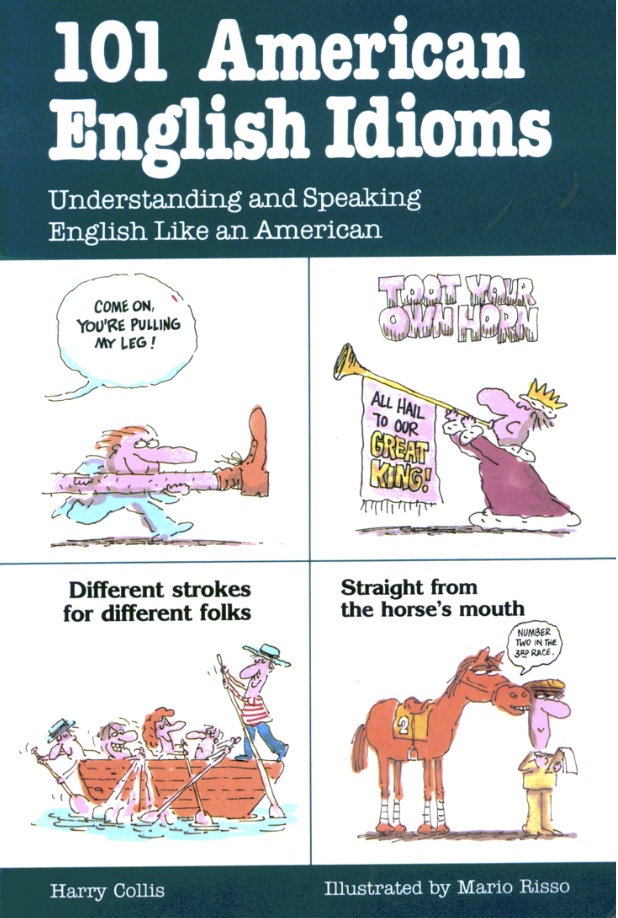 101 American
English Idioms
Understanding and Speaking
English Like an American
COME ON,
YOU'RE PULLING
MY LEG!
TOOT YOUR
OWN HORN
ALL HAIL
TO OUR
GREAT
KING!
Different strokes
for different folks
Straight from
the horse's mouth
NUMBER
TWO IN THE
3RD RACE.
2
Harry Collis
Illustrated by Mario Risso